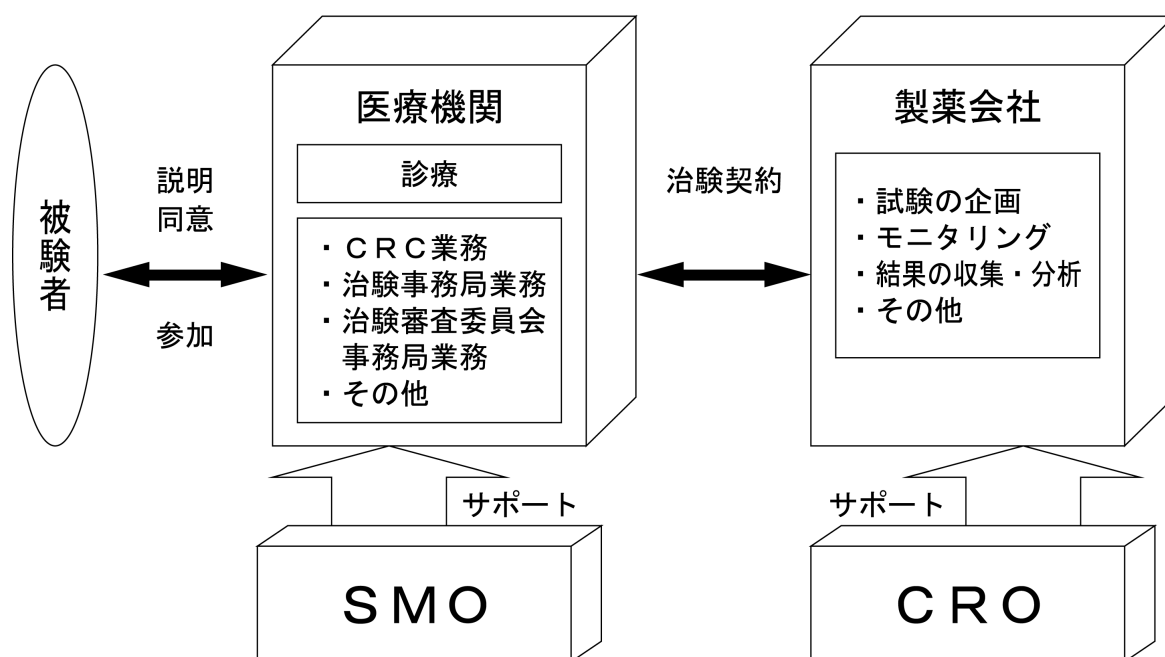 被験者
説明
同意
参加
医療機関
診療
・ＣＲＣ業務
・治験事務局業務
・治験審査委員会
事務局業務
・その他
治験契約
製薬会社
・試験の企画
・モニタリング
・結果の収集・分析
・その他
サポート
サポート
ＳＭＯ
ＣＲＯ